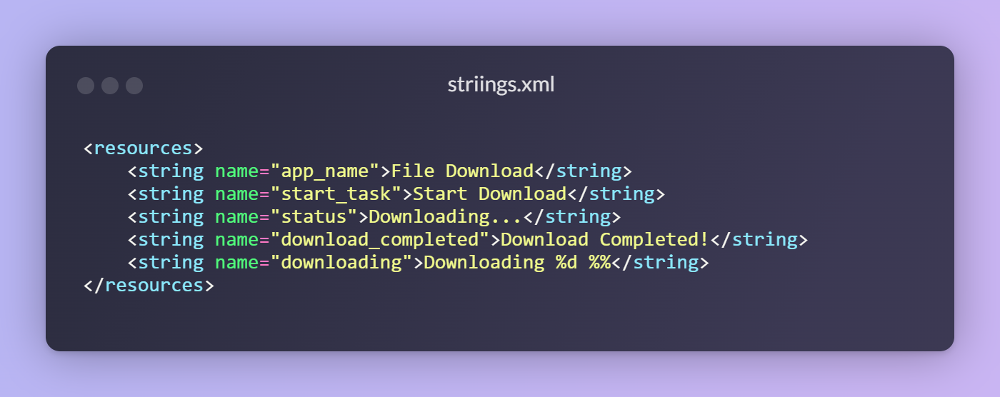 striings.xml
<resources>
    <string name="app_name">File Download</string>
    <string name="start_task">Start Download</string>
    <string name="status">Downloading...</string>
    <string name="download_completed">Download Completed!</string>
    <string name="downloading">Downloading %d %%</string>
</resources>